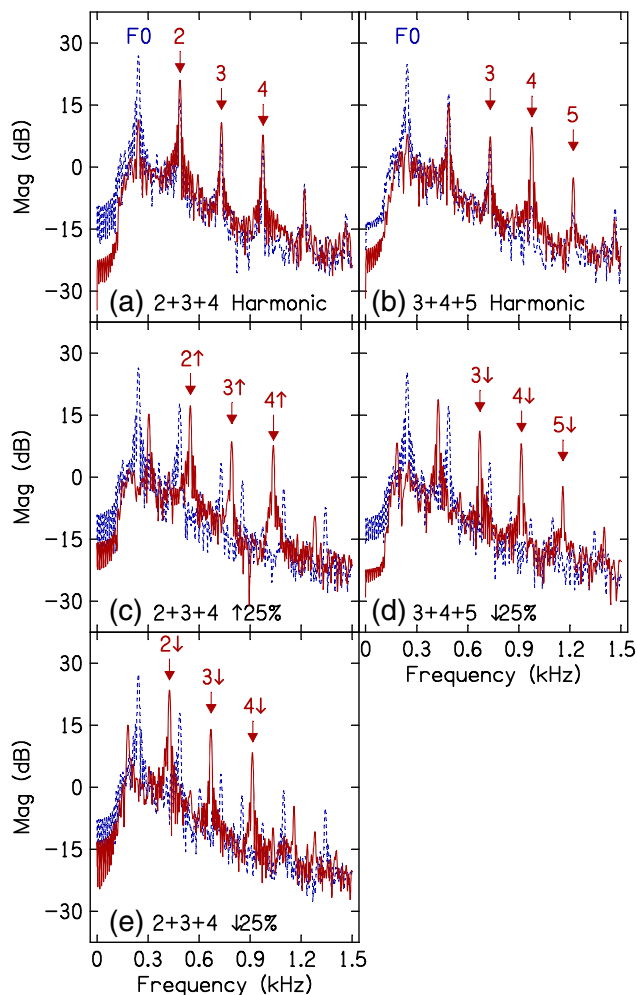 F0 2 3 4
30
15
0
-15
-30
Mag (dB)
(a) 2+3+4 Harmonic
F0 3 4 5
(b) 3+4+5 Harmonic
2↑ 3↑ 4↑
30
15
0
-15
-30
Mag (dB)
(c) 2+3+4 ↑25%
3↓ 4↓ 5↓
(d) 3+4+5 ↓25%
0 0.3 0.6 0.9 1.2 1.5
Frequency (kHz)
2↓ 3↓ 4↓
30
15
0
-15
-30
Mag (dB)
(e) 2+3+4 ↓25%
0 0.3 0.6 0.9 1.2 1.5
Frequency (kHz)